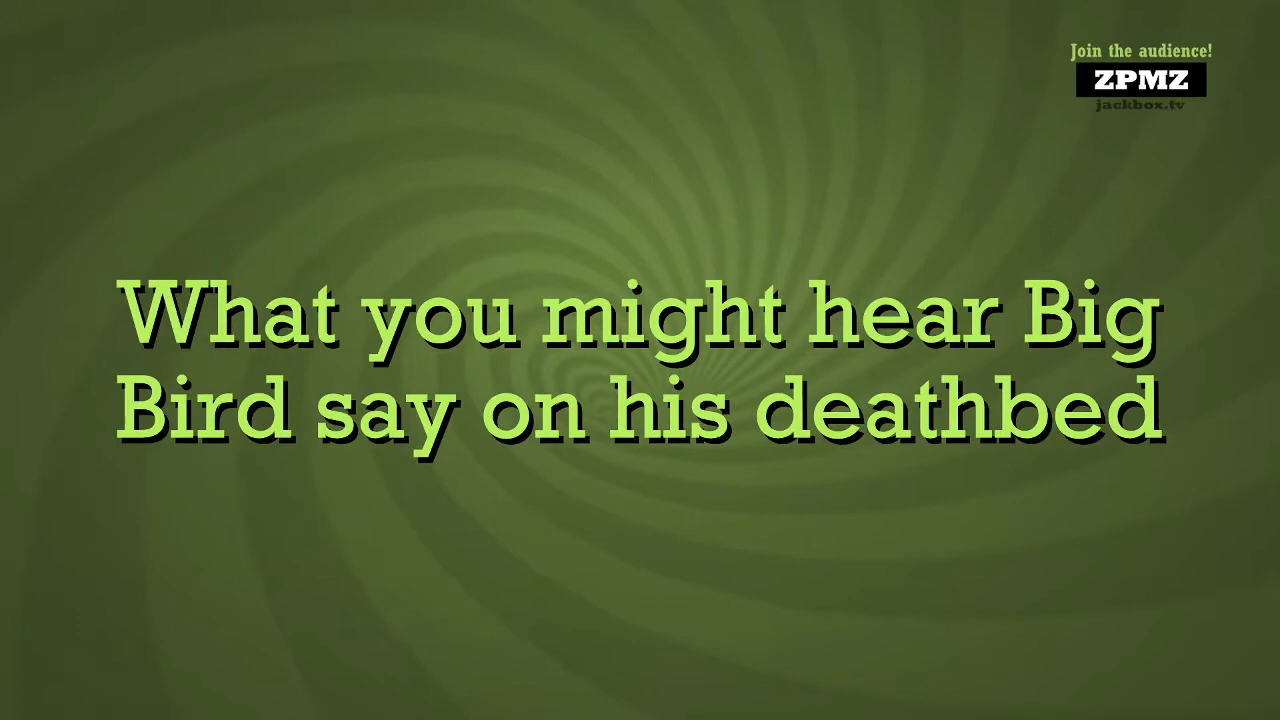 Join the audience!
ZPMZ
jackbox.tv
What you might hear Big
Bird say on his deathbed